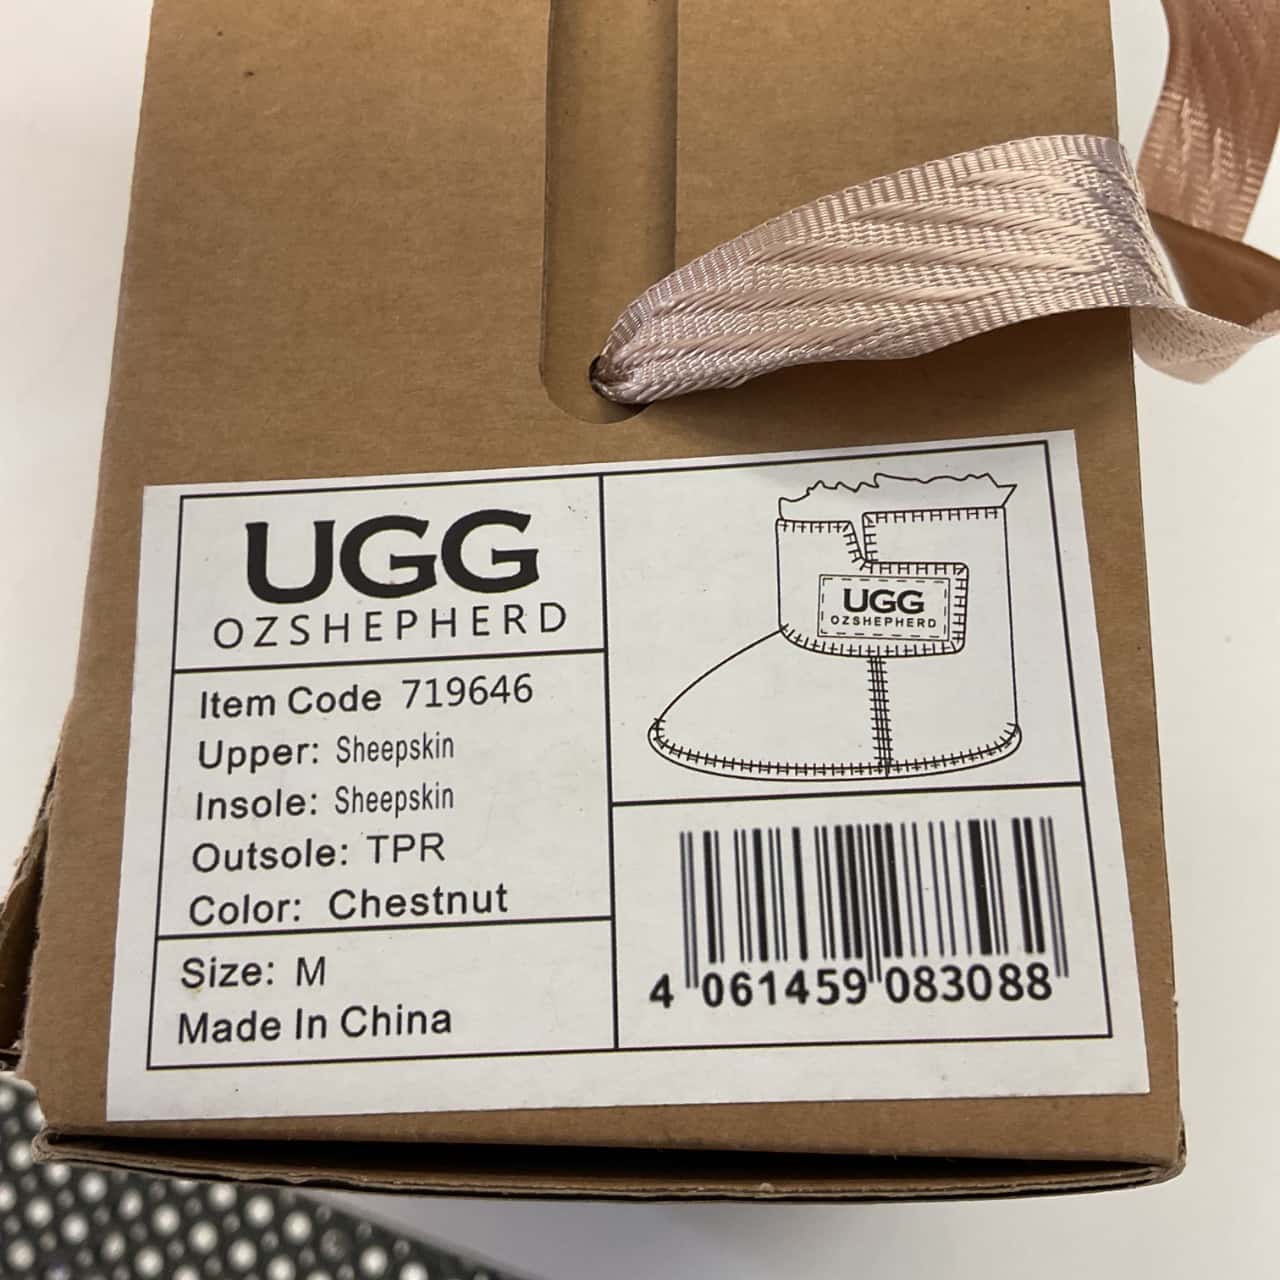 UGG
OZSHEPHERD
Item Code 719646
Upper: Sheepskin
Insole: Sheepskin
Outsole: TPR
Color: Chestnut
Size: M
Made In China
UGG
OZSHEPHERD
4 061459 083088